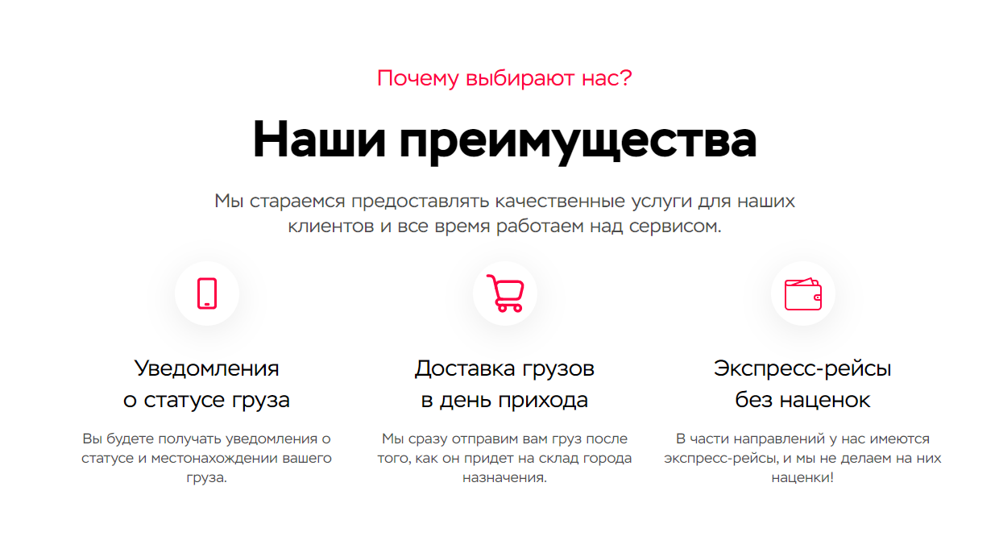 Почему выбирают нас?
Наши преимущества
Мы стараемся предоставлять качественные услуги для наших
клиентов и все время работаем над сервисом.
Уведомления
о статусе груза
Вы будете получать уведомления о
статусе и местонахождении вашего
груза.
Доставка грузов
в день прихода
Мы сразу отправим вам груз после
того, как он придет на склад города
назначения.
Экспресс-рейсы
без наценок
В части направлений у нас имеются
экспресс-рейсы, и мы не делаем на них
наценки!